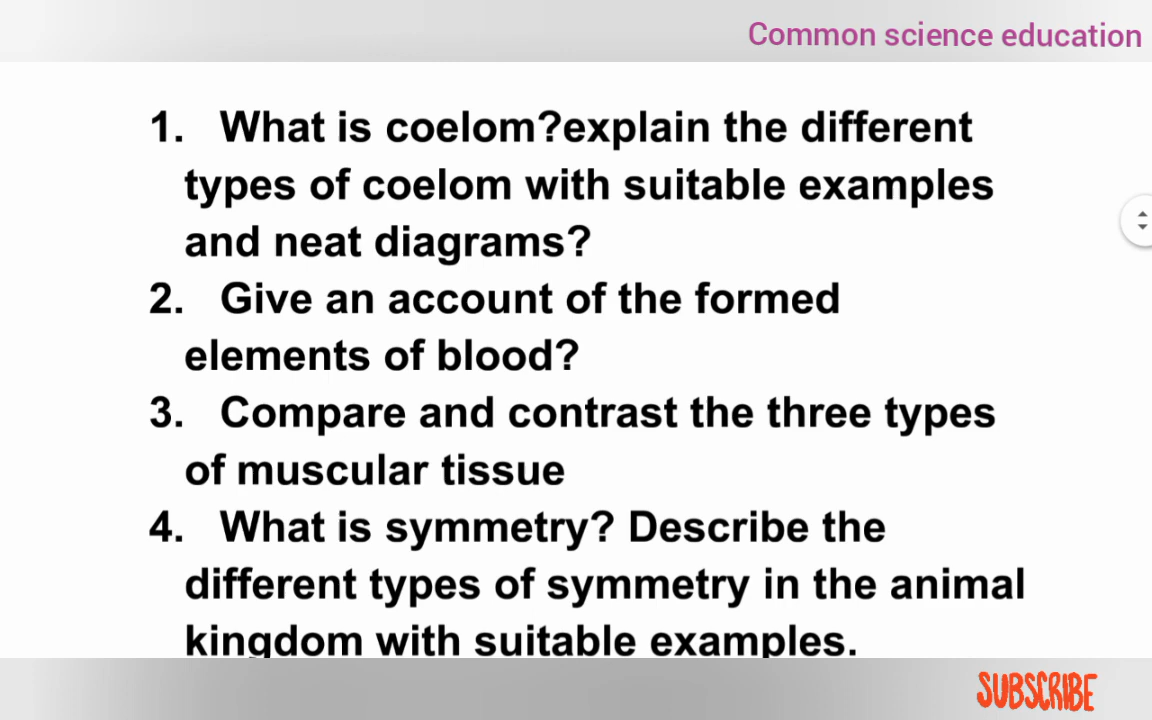 Common science education
1. What is coelom?explain the different
types of coelom with suitable examples
and neat diagrams?
2. Give an account of the formed
elements of blood?
3. Compare and contrast the three types
of muscular tissue
4. What is symmetry? Describe the
different types of symmetry in the animal
kingdom with suitable examples.
SUBSCRIBE